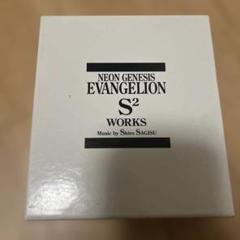 NEON GENESIS
EVANGELION
S²
WORKS
Music by Shiro SAGISU